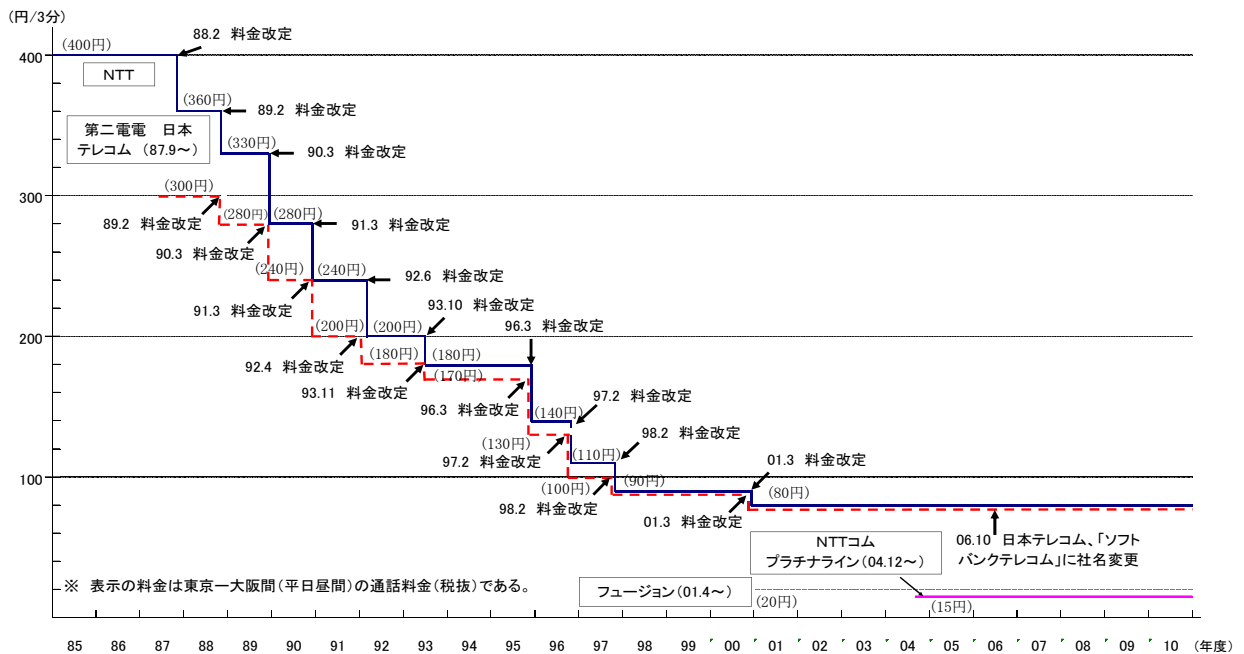 (円/3分)
(400円)
88.2 料金改定
400
NTT
(360円)
89.2 料金改定
第二電電 日本
テレコム (87.9~)
(330円)
90.3 料金改定
(300円)
300
89.2 料金改定
(280円)
(280円)
91.3 料金改定
90.3 料金改定
(240円)
(240円)
92.6 料金改定
91.3 料金改定
93.10 料金改定
(200円)
(200円)
96.3 料金改定
200
92.4 料金改定
(180円)
(180円)
(170円)
93.11 料金改定
96.3 料金改定
97.2 料金改定
(140円)
(130円)
98.2 料金改定
97.2 料金改定
(110円)
01.3 料金改定
100
(100円)
(90円)
(80円)
98.2 料金改定
01.3 料金改定
NTTコム
プラチナライン(04.12~)
06.10 日本テレコム、「ソフト
バンクテレコム」に社名変更
※ 表示の料金は東京ー大阪間(平日昼間)の通話料金(税抜)である。
フュージョン(01.4~)
(20円)
(15円)
85 86 87 88 89 90 91 92 93 94 95 96 97 98 99 00 01 02 03 04 05 06 07 08 09 10 (年度)